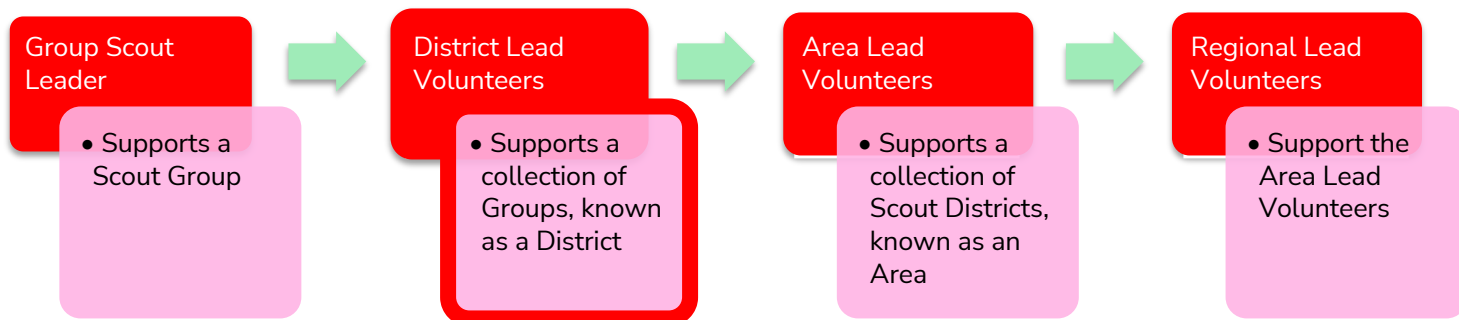 Group Scout
Leader
• Supports a
Scout Group
District Lead
Volunteers
• Supports a
collection of
Groups, known
as a District
Area Lead
Volunteers
• Supports a
collection of
Scout Districts,
known as an
Area
Regional Lead
Volunteers
• Support the
Area Lead
Volunteers